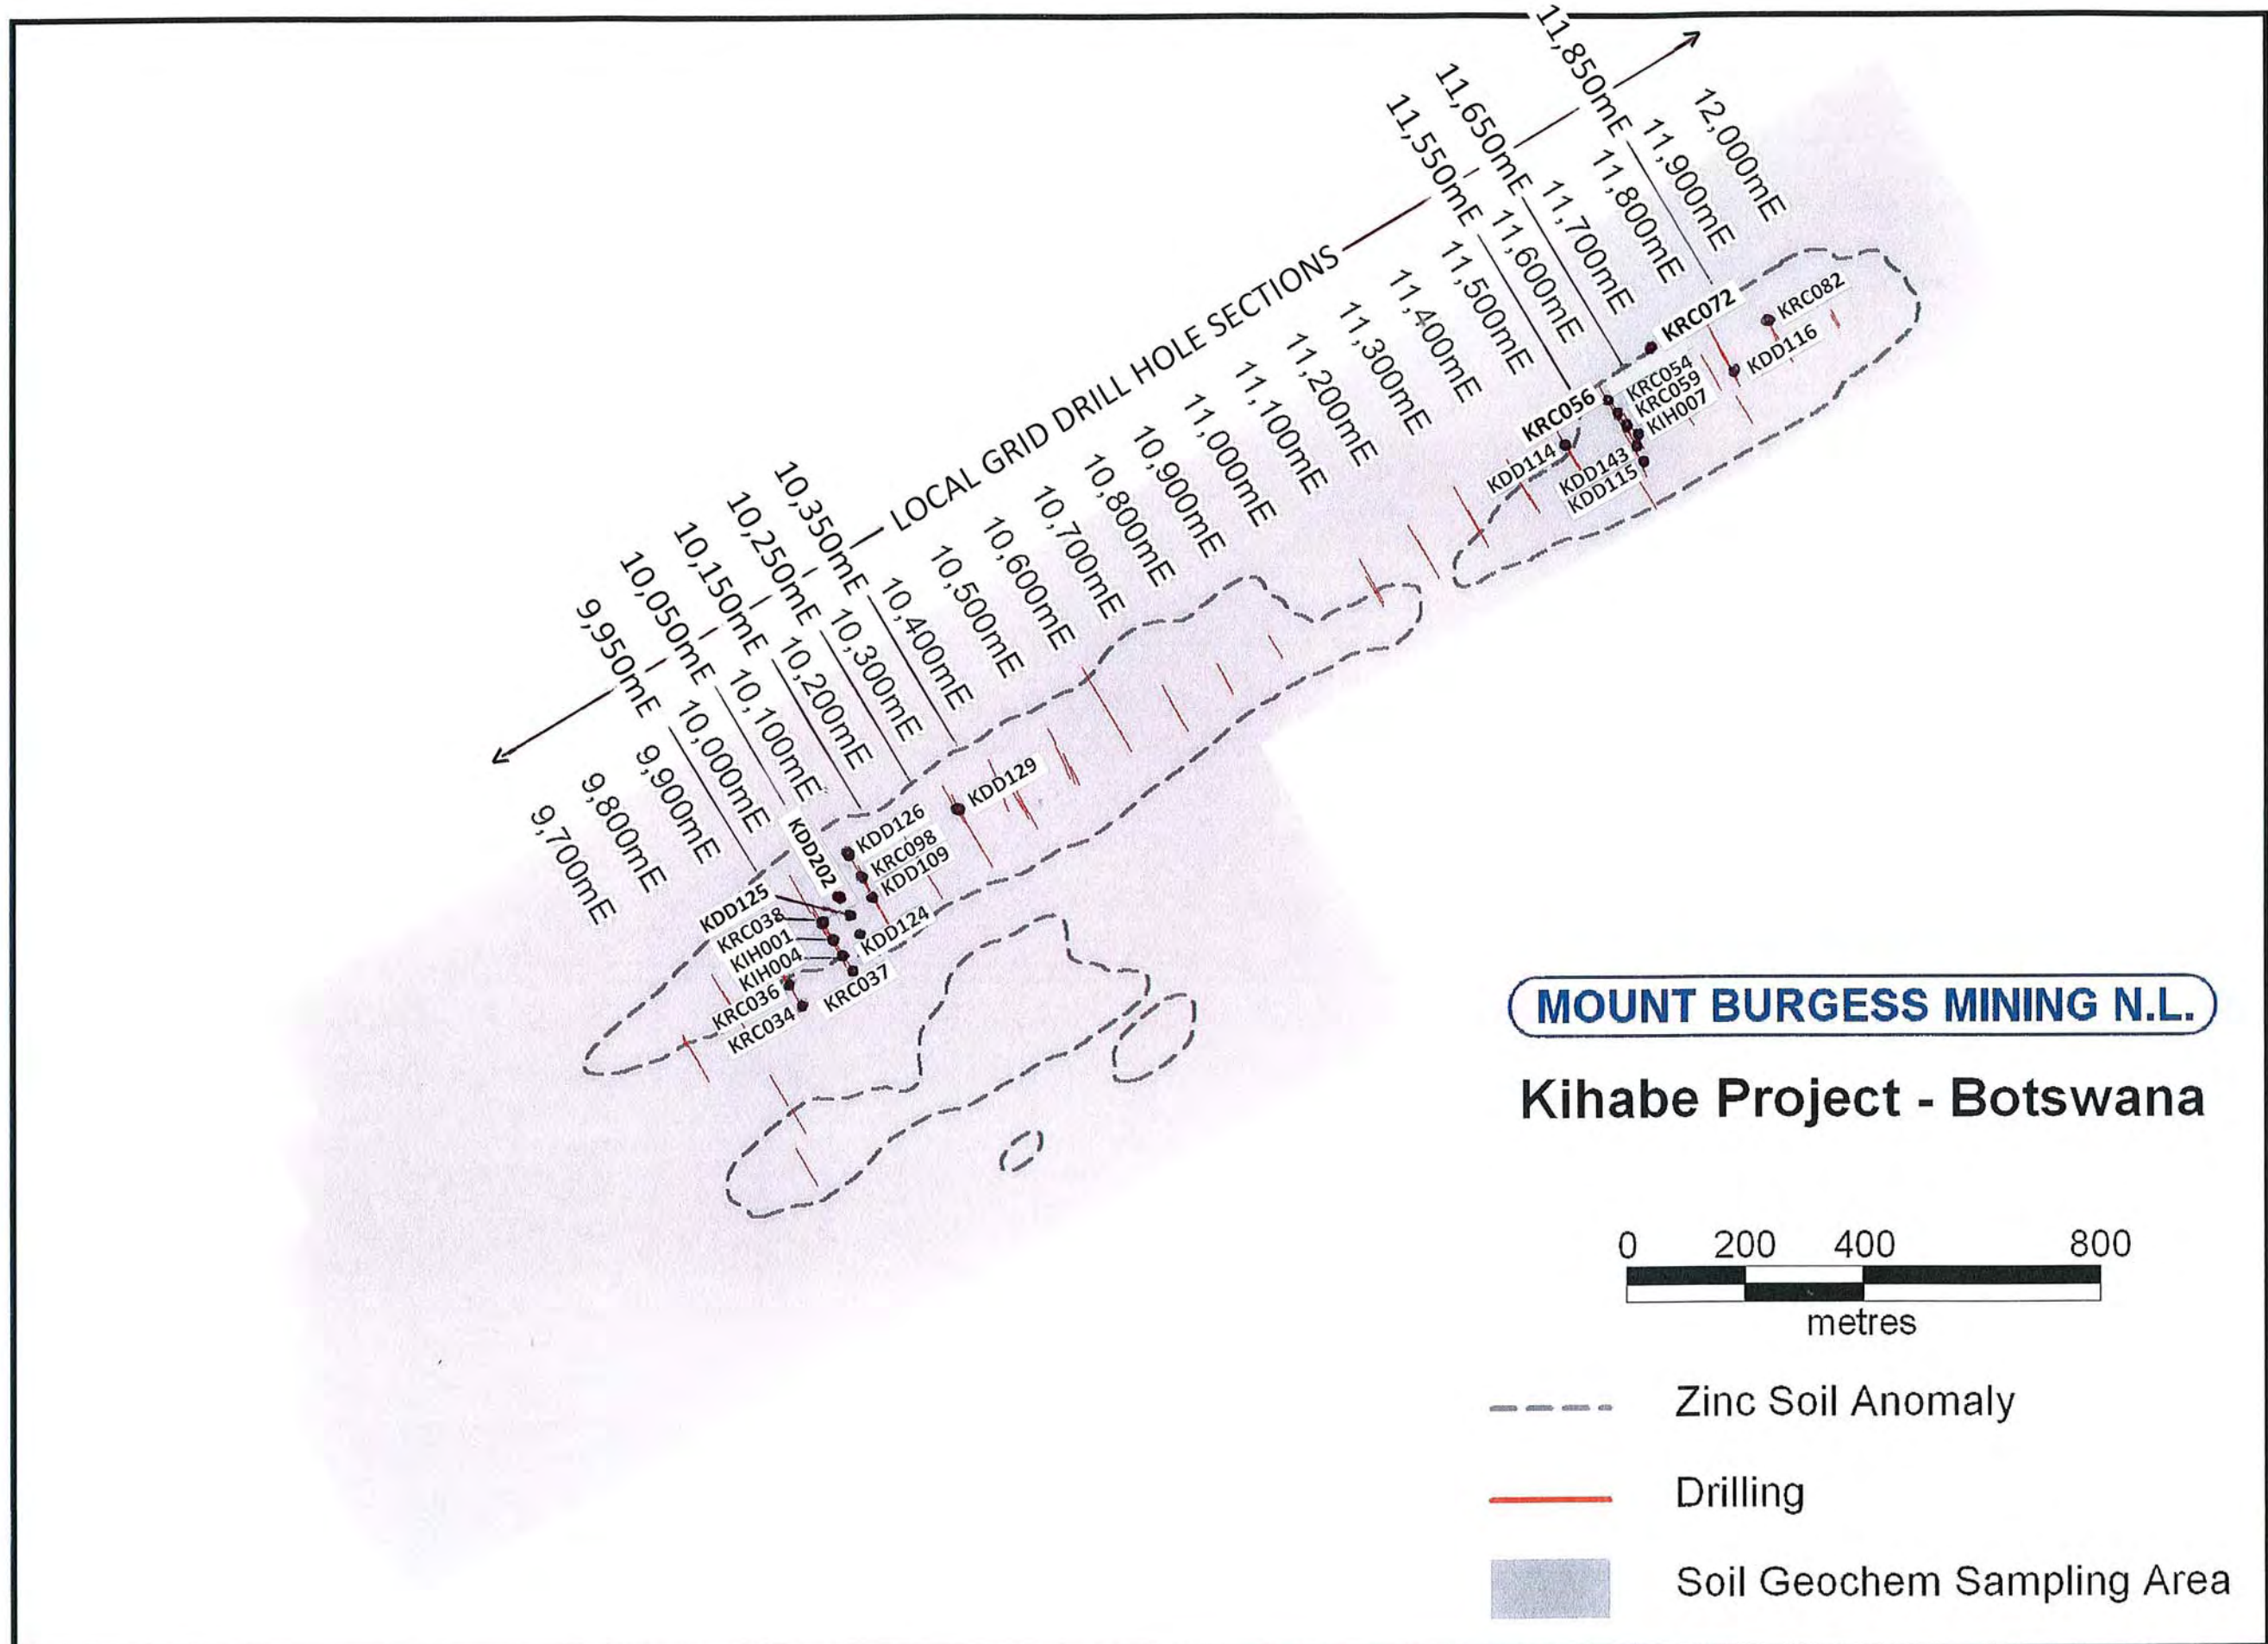 11,850mE
11,650mE
11,550mE
12,000mE
11,900mE
11,800mE
11,700mE
11,600mE
11,500mE
11,400mE
11,300mE
11,200mE
11,100mE
11,000mE
10,900mE
10,800mE
10,700mE
10,600mE
10,500mE
10,400mE
10,300mE
10,200mE
10,100mE
10,000mE
9,900mE
9,800mE
9,700mE
LOCAL GRID DRILL HOLE SECTIONS
10,350mE
10,250mE
10,150mE
10,050mE
9,950mE
KRC082
KRC072
KDD116
KRC054
KRC059
KIH007
KRC056
KDD114
KDD143
KDD115
KDD129
KDD126
KRC098
KDD109
KDD202
KDD125
KRC038
KIH001
KIH004
KRC036
KRC034
KDD124
KRC037
MOUNT BURGESS MINING N.L.
Kihabe Project - Botswana
0 200 400 800
metres
Zinc Soil Anomaly
Drilling
Soil Geochem Sampling Area